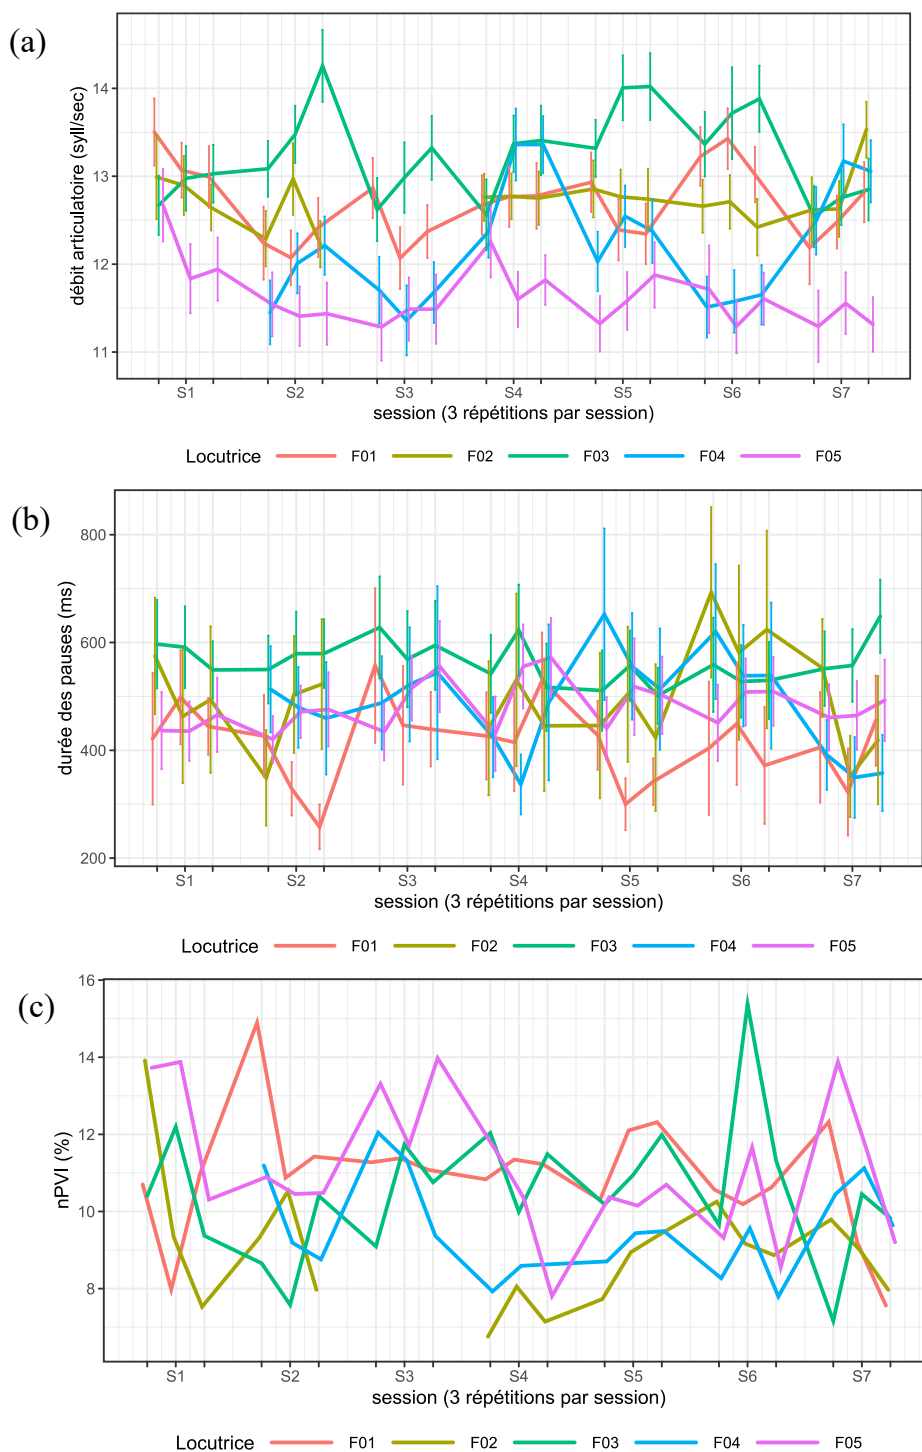 (a)
débit articulatoire (syll/sec)
14
13
12
11
S1 S2 S3 S4 S5 S6 S7
session (3 répétitions par session)
Locutrice F01 F02 F03 F04 F05
(b)
durée des pauses (ms)
800
600
400
200
S1 S2 S3 S4 S5 S6 S7
session (3 répétitions par session)
Locutrice F01 F02 F03 F04 F05
(c)
nPVI (%)
16
14
12
10
8
S1 S2 S3 S4 S5 S6 S7
session (3 répétitions par session)
Locutrice F01 F02 F03 F04 F05